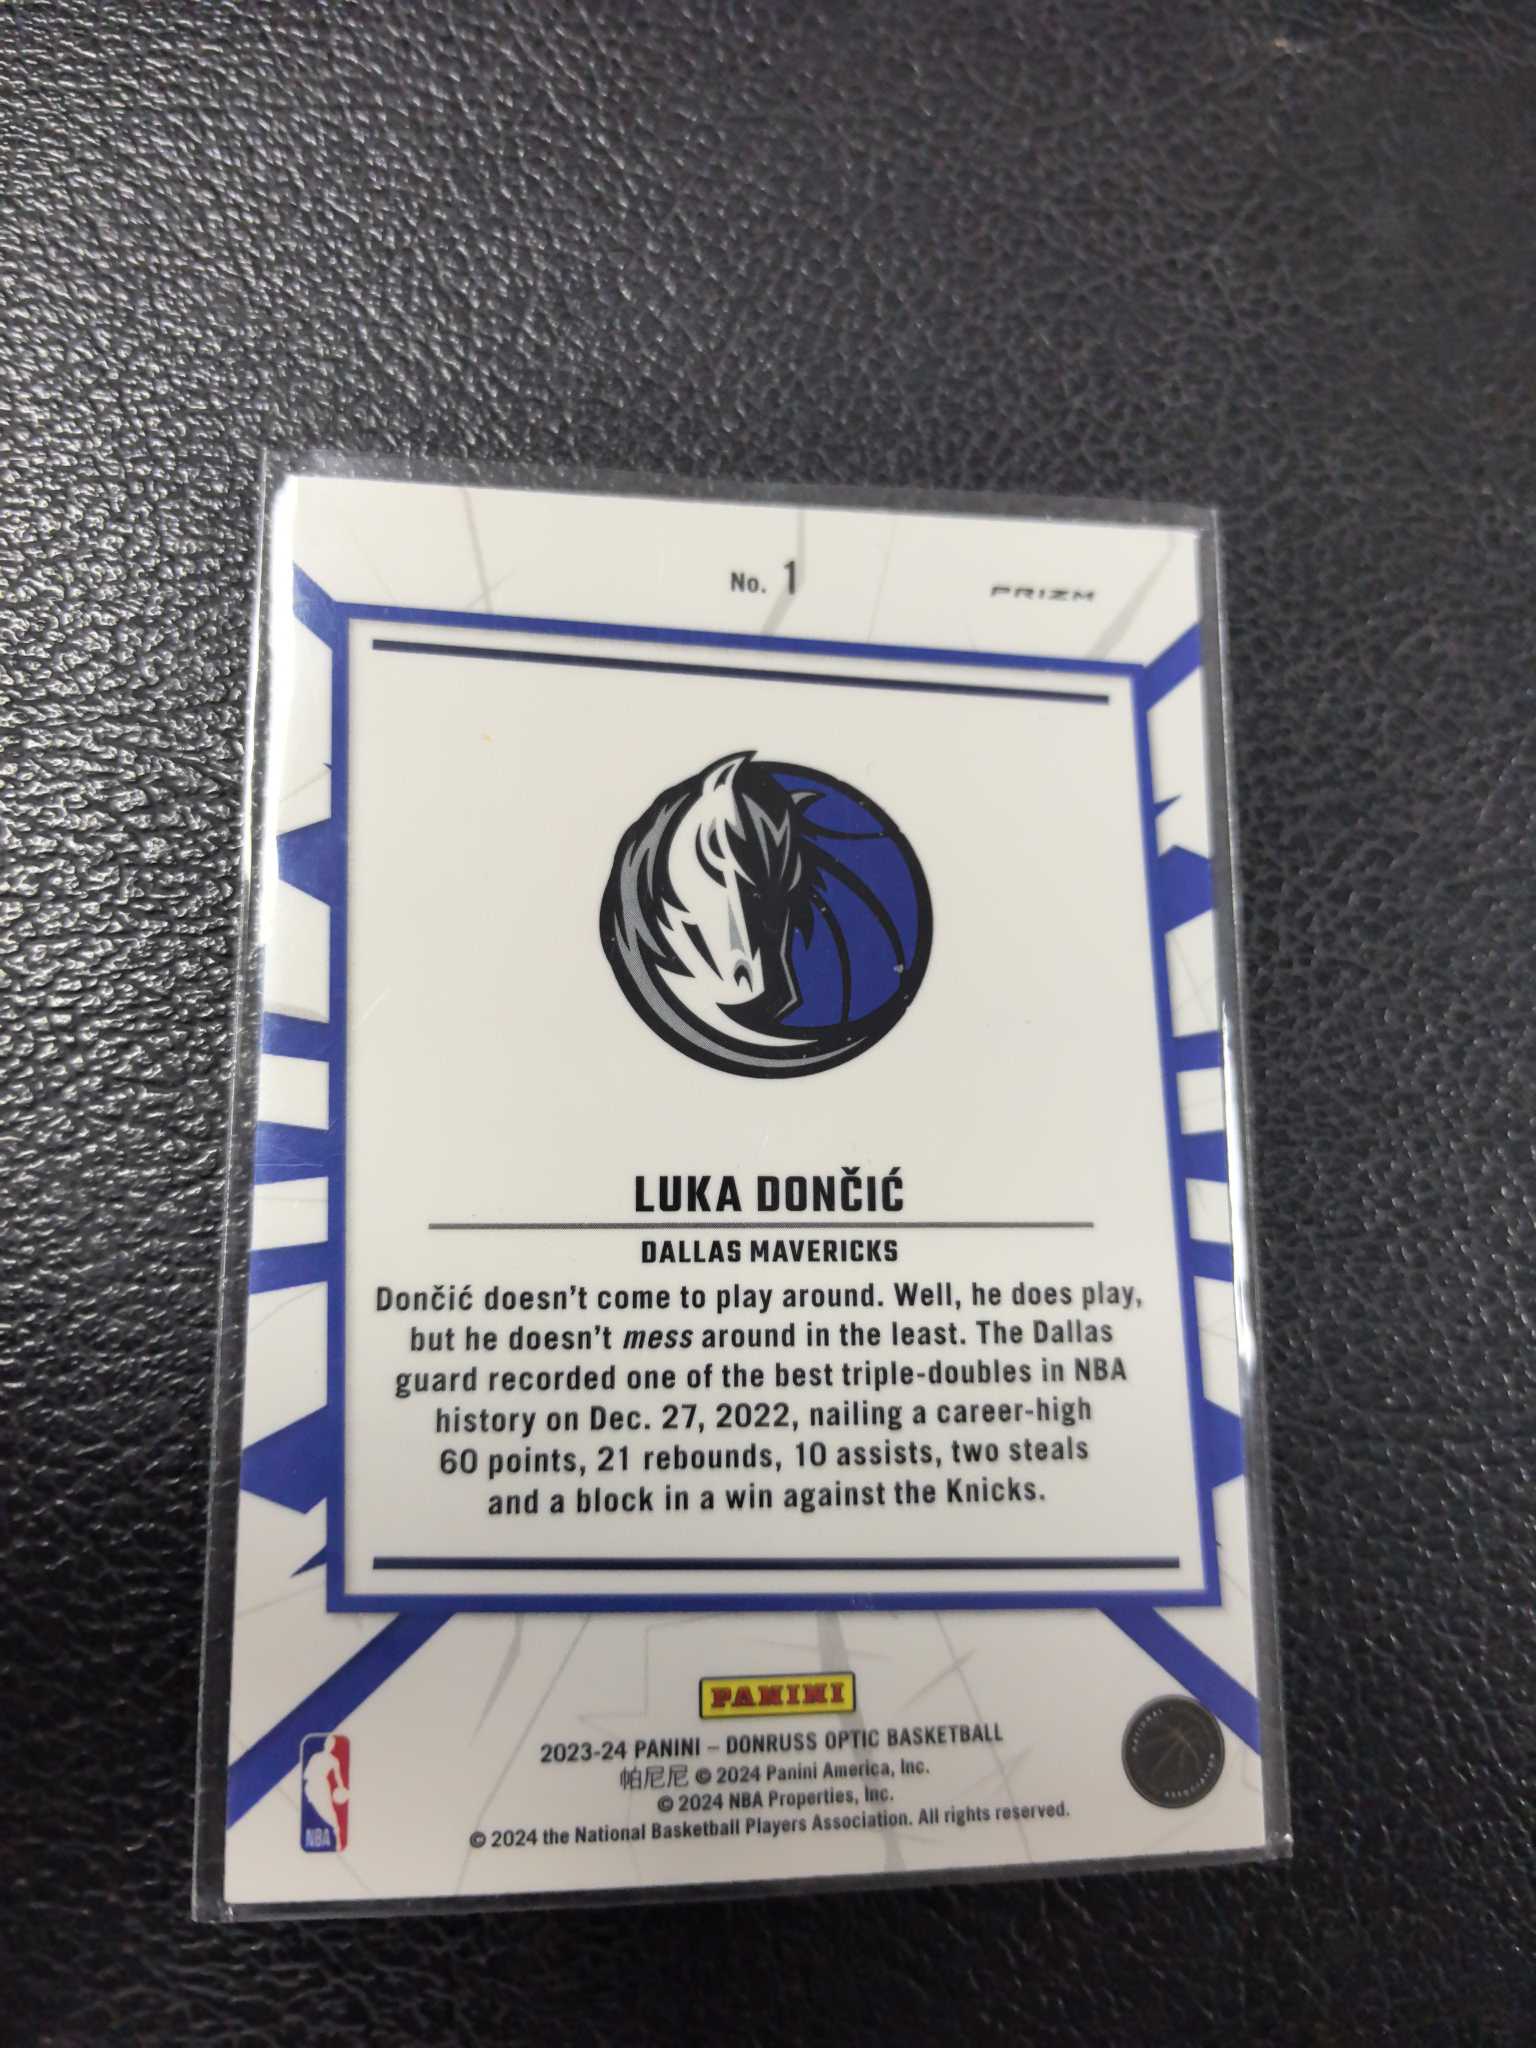 No. 1
PRIZM
LUKA DONČIĆ
DALLAS MAVERICKS
Dončić doesn't come to play around. Well, he does play,
but he doesn't mess around in the least. The Dallas
guard recorded one of the best triple-doubles in NBA
history on Dec. 27, 2022, nailing a career-high
60 points, 21 rebounds, 10 assists, two steals
and a block in a win against the Knicks.
PANINI
2023-24 PANINI – DONRUSS OPTIC BASKETBALL
帕尼尼 © 2024 Panini America, Inc.
© 2024 NBA Properties, Inc.
© 2024 the National Basketball Players Association. All rights reserved.
NBA
NATIONAL
ASSOCIATION